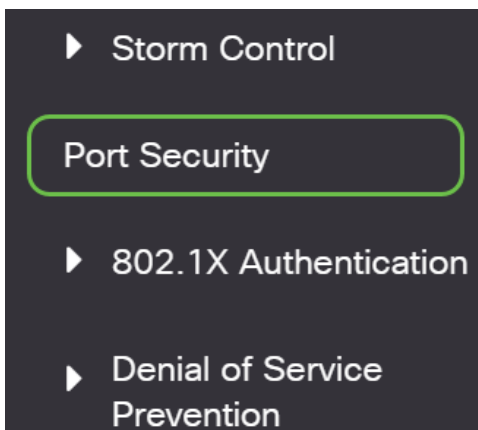 Storm Control
Port Security
802.1X Authentication
Denial of Service
Prevention